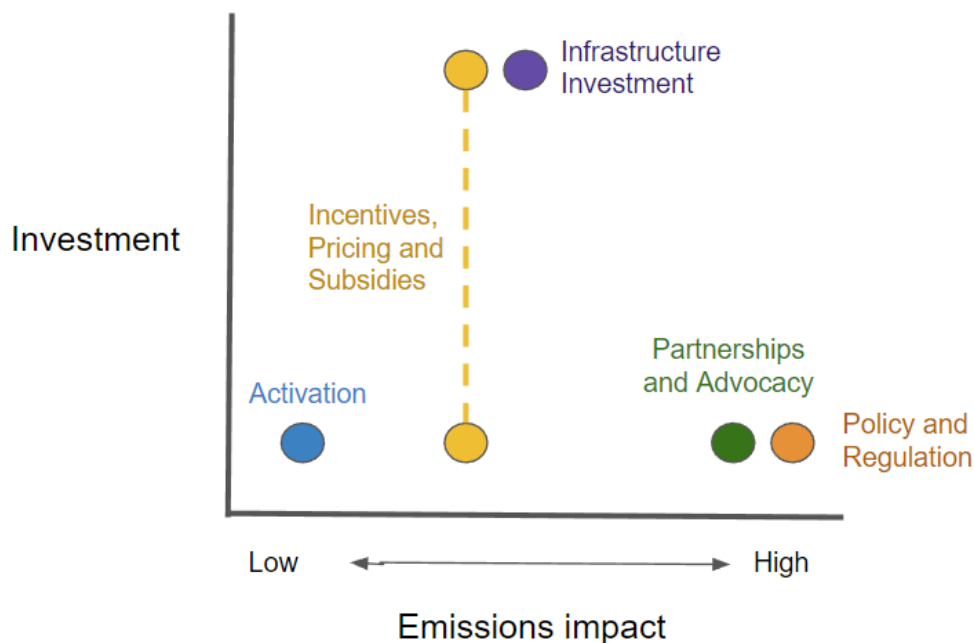 Infrastructure
Investment
Investment
Incentives,
Pricing and
Subsidies
Activation
Partnerships
and Advocacy
Policy and
Regulation
Low
High
Emissions impact